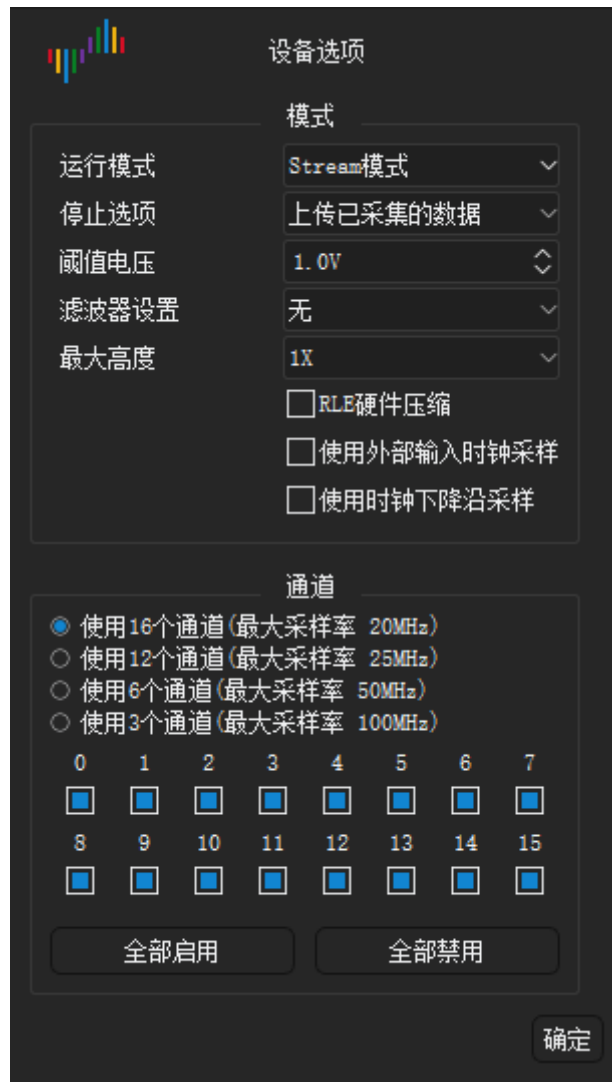 设备选项
模式
运行模式 Stream模式
停止选项 上传已采集的数据
阈值电压 1.0V
滤波器设置 无
最大高度 1X
RLE硬件压缩
使用外部输入时钟采样
使用时钟下降沿采样
通道
使用16个通道(最大采样率 20MHz)
使用12个通道(最大采样率 25MHz)
使用6个通道(最大采样率 50MHz)
使用3个通道(最大采样率 100MHz)
0 1 2 3 4 5 6 7
8 9 10 11 12 13 14 15
全部启用 全部禁用
确定